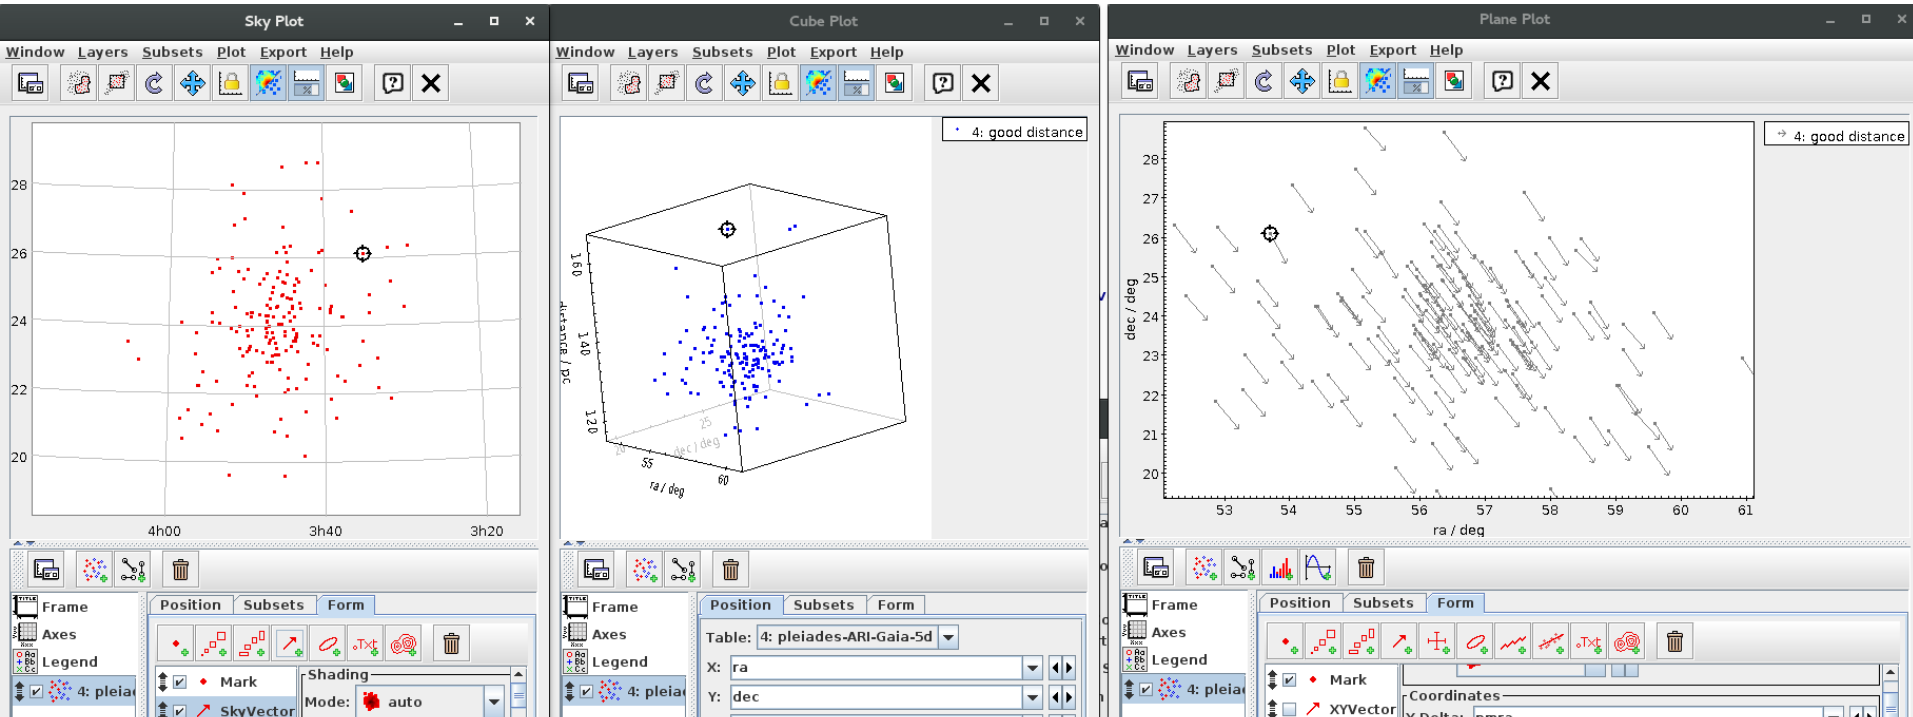 Sky Plot
Window Layers Subsets Plot Export Help
28
26
24
22
20
4h00 3h40 3h20
Frame
Axes
Legend
4: pleiad
Position Subsets Form
Mark
SkyVector
Shading
Mode: auto
Cube Plot
Window Layers Subsets Plot Export Help
4: good distance
160
140
120
distance / pc
20
25
dec / deg
55
60
ra / deg
Frame
Axes
Legend
4: pleia
Position Subsets Form
Table: 4: pleiades-ARI-Gaia-5d
X: ra
Y: dec
Plane Plot
Window Layers Subsets Plot Export Help
4: good distance
28
27
26
25
24
23
22
21
20
dec / deg
53 54 55 56 57 58 59 60 61
ra / deg
Frame
Axes
Legend
4: pleia
Position Subsets Form
Mark
XYVector
Coordinates
X Delta: pmra